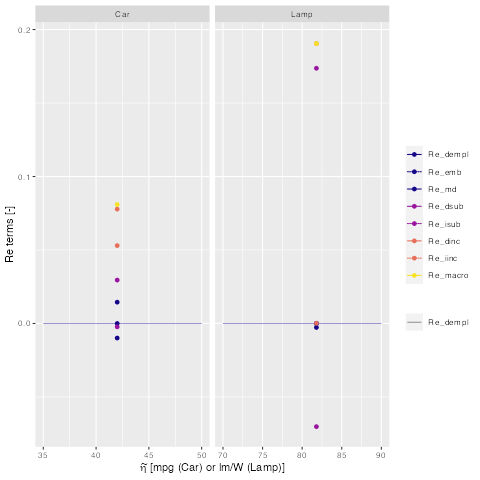 Car
Lamp
0.2
0.1
0.0
Re terms [-]
35
40
45
50
70
75
80
85
90
η̃ [mpg (Car) or lm/W (Lamp)]
Re_dempl
Re_emb
Re_md
Re_dsub
Re_isub
Re_dinc
Re_iinc
Re_macro
Re_dempl